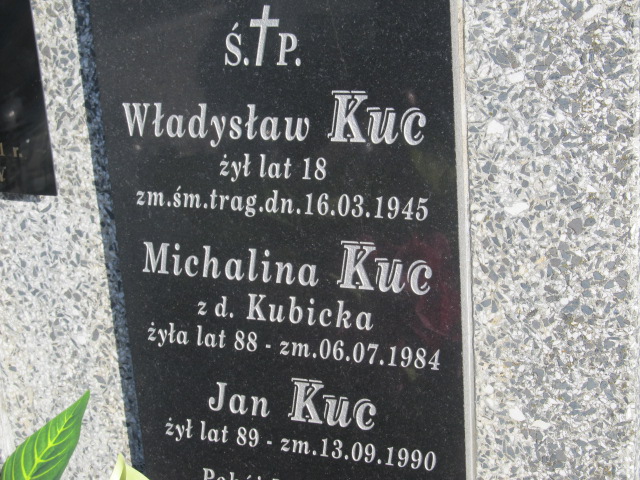 Ś.†P.
Władysław Kuc
żył lat 18
zm.śm.trag.dn.16.03.1945
Michalina Kuc
z d. Kubicka
żyła lat 88 - zm.06.07.1984
Jan Kuc
żył lat 89 - zm.13.09.1990